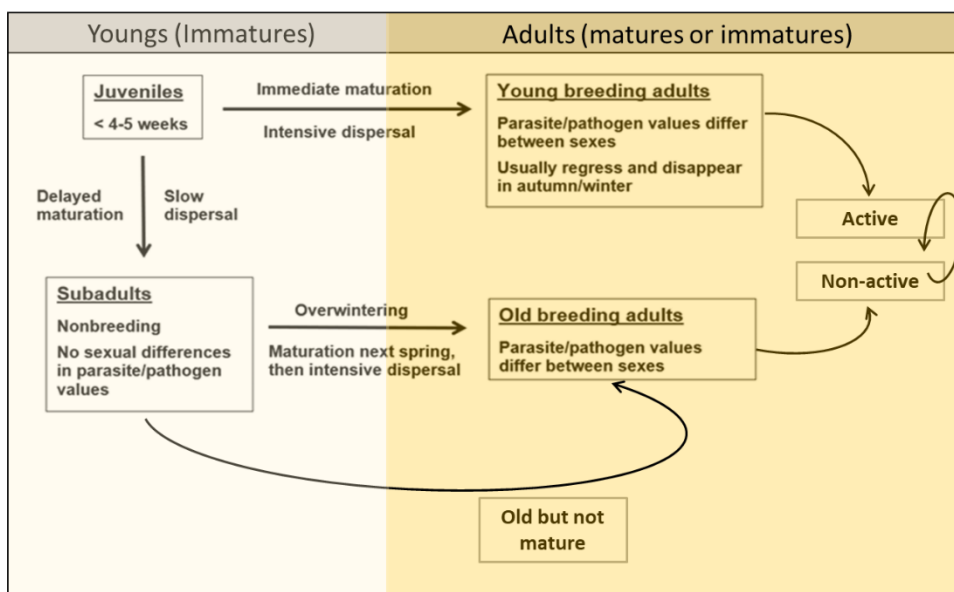 Youngs (Immatures)
Adults (matures or immatures)
Juveniles
< 4-5 weeks
Immediate maturation
Intensive dispersal
Young breeding adults
Parasite/pathogen values differ
between sexes
Usually regress and disappear
in autumn/winter
Delayed
maturation
Slow
dispersal
Active
Non-active
Subadults
Nonbreeding
No sexual differences
in parasite/pathogen
values
Overwintering
Maturation next spring,
then intensive dispersal
Old breeding adults
Parasite/pathogen values
differ between sexes
Old but not
mature